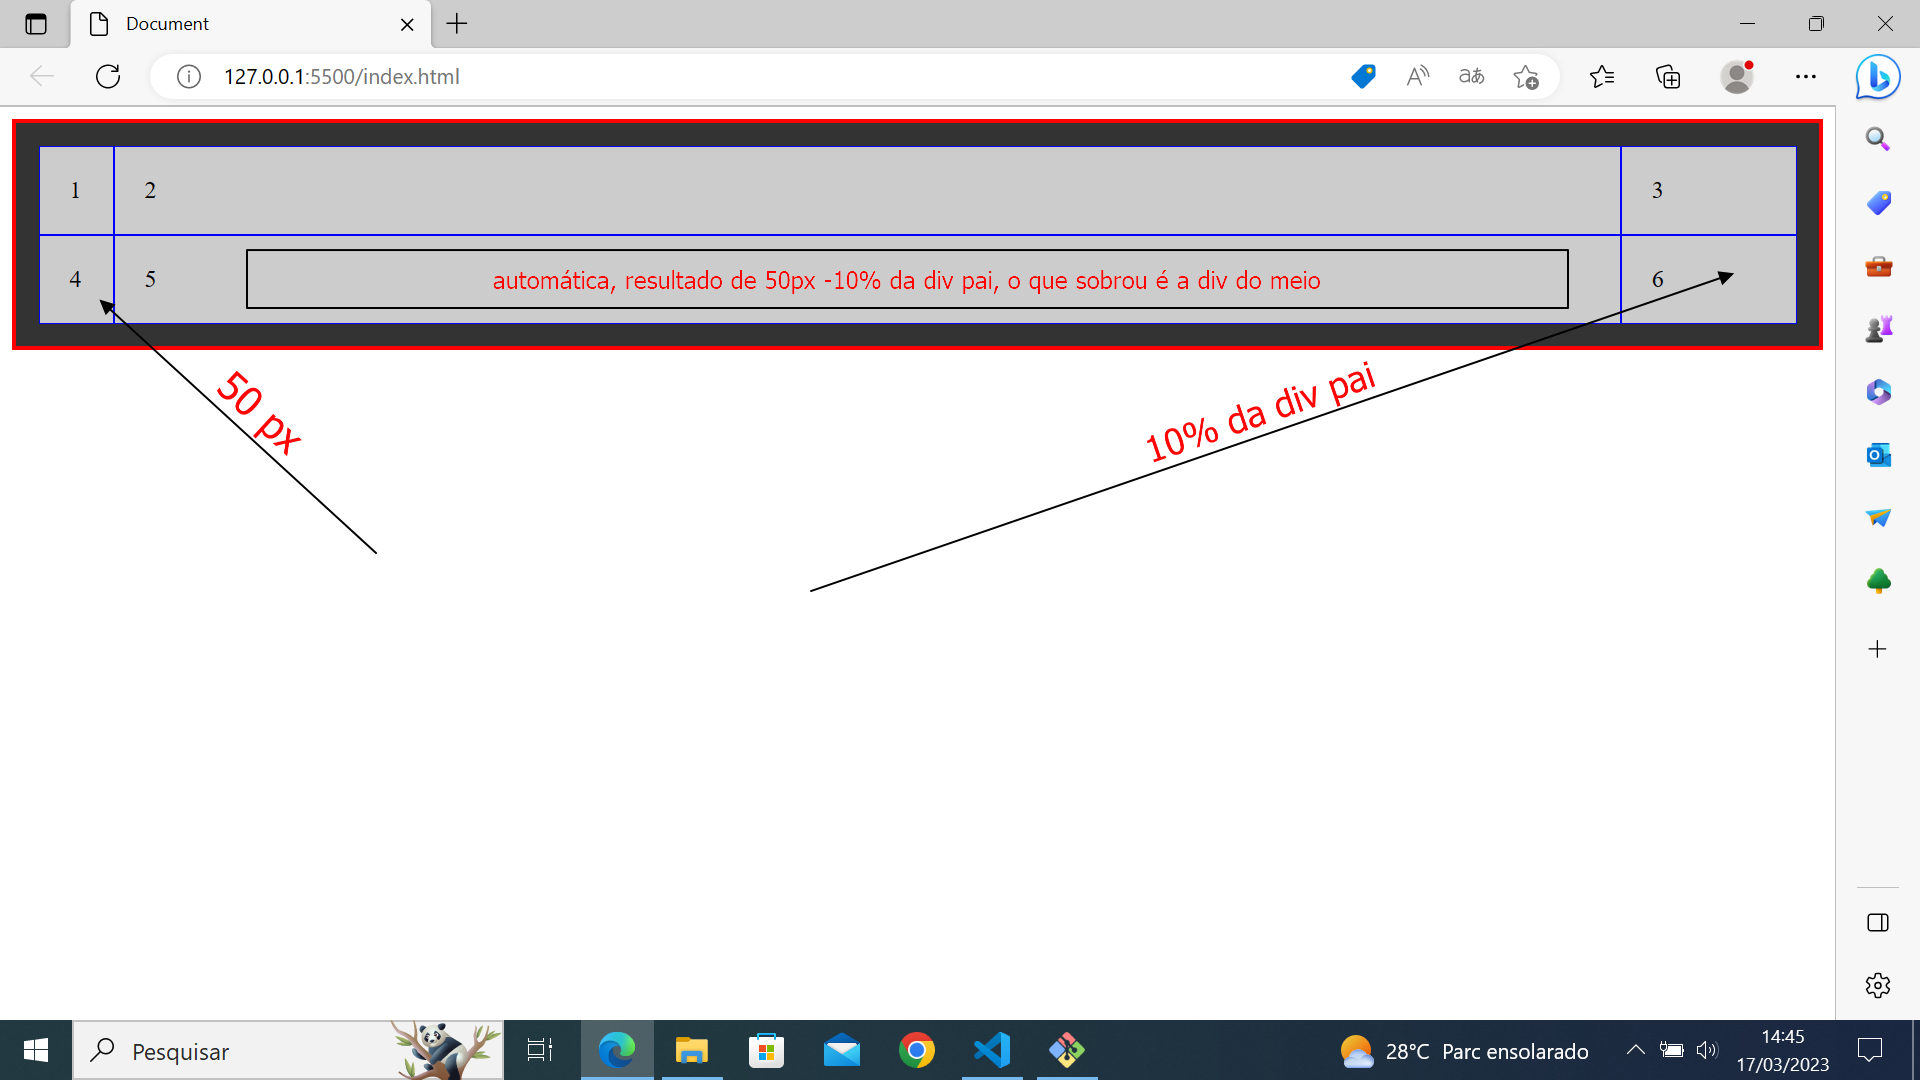 Document
127.0.0.1:5500/index.html
aあ
1
2
3
4
5
automática, resultado de 50px -10% da div pai, o que sobrou é a div do meio
6
50 px
10% da div pai
Pesquisar
28°C Parc ensolarado
14:45
17/03/2023